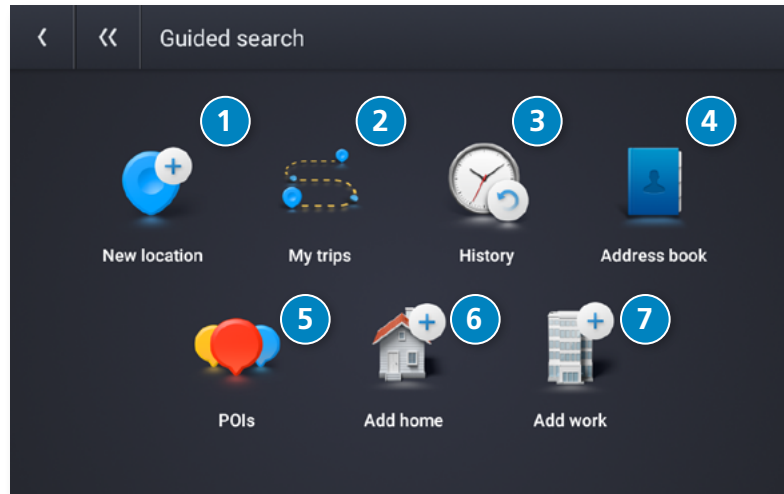 Guided search
1 2 3 4
New location My trips History Address book
5 6 7
POIs Add home Add work